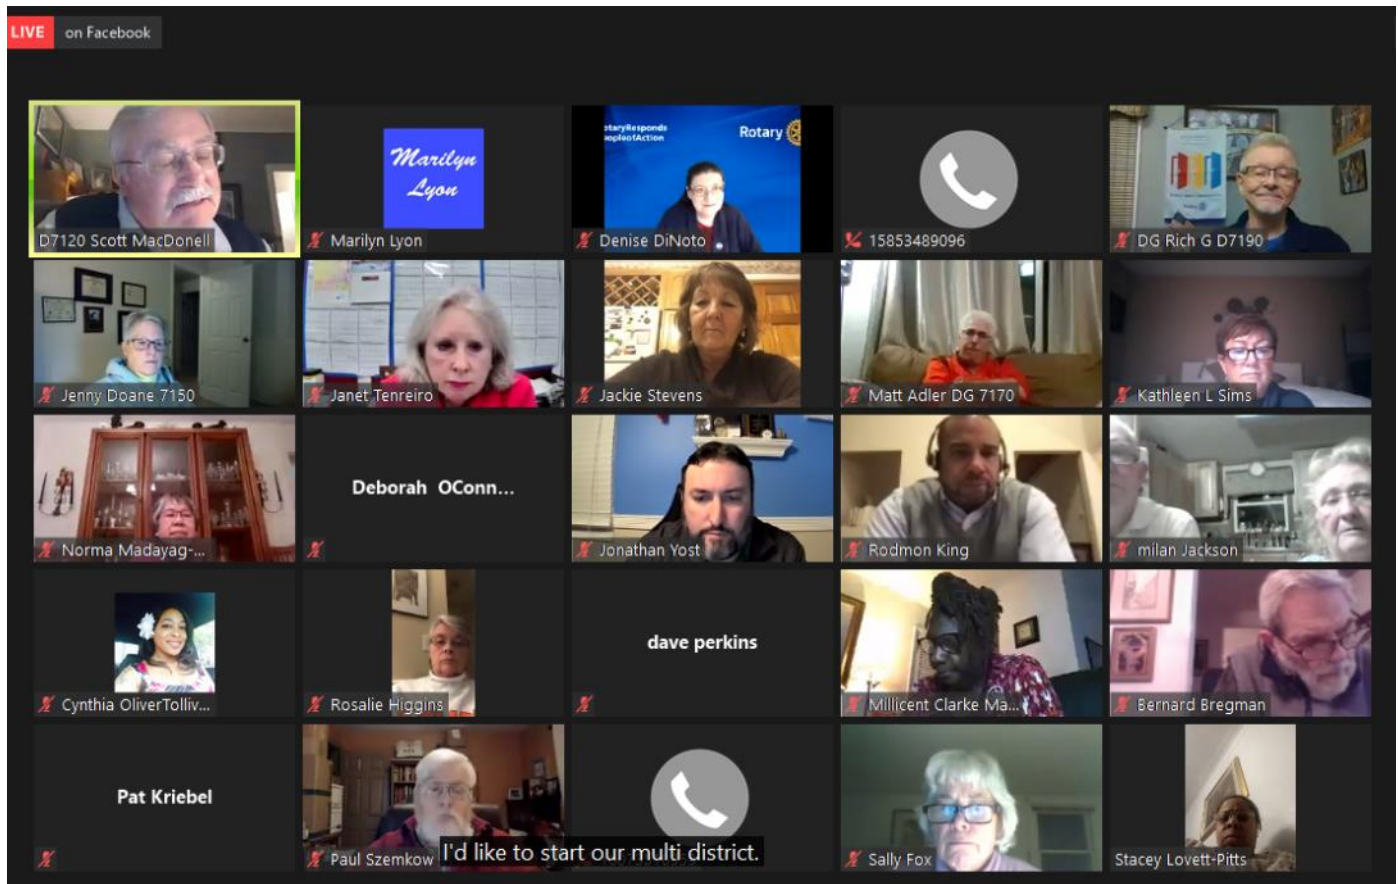 LIVE on Facebook
otaryResponds
eopleofAction
Rotary
Marilyn
Lyon
D7120 Scott MacDonell
Marilyn Lyon
Denise DiNoto
15853489096
DG Rich G D7190
Jenny Doane 7150
Janet Tenreiro
Jackie Stevens
Matt Adler DG 7170
Kathleen L Sims
Deborah OConn...
Norma Madayag-...
Jonathan Yost
Rodmon King
milan Jackson
dave perkins
Cynthia OliverTolliv...
Rosalie Higgins
Millicent Clarke Ma...
Bernard Bregman
Pat Kriebel
I'd like to start our multi district.
Paul Szemkow
Sally Fox
Stacey Lovett-Pitts